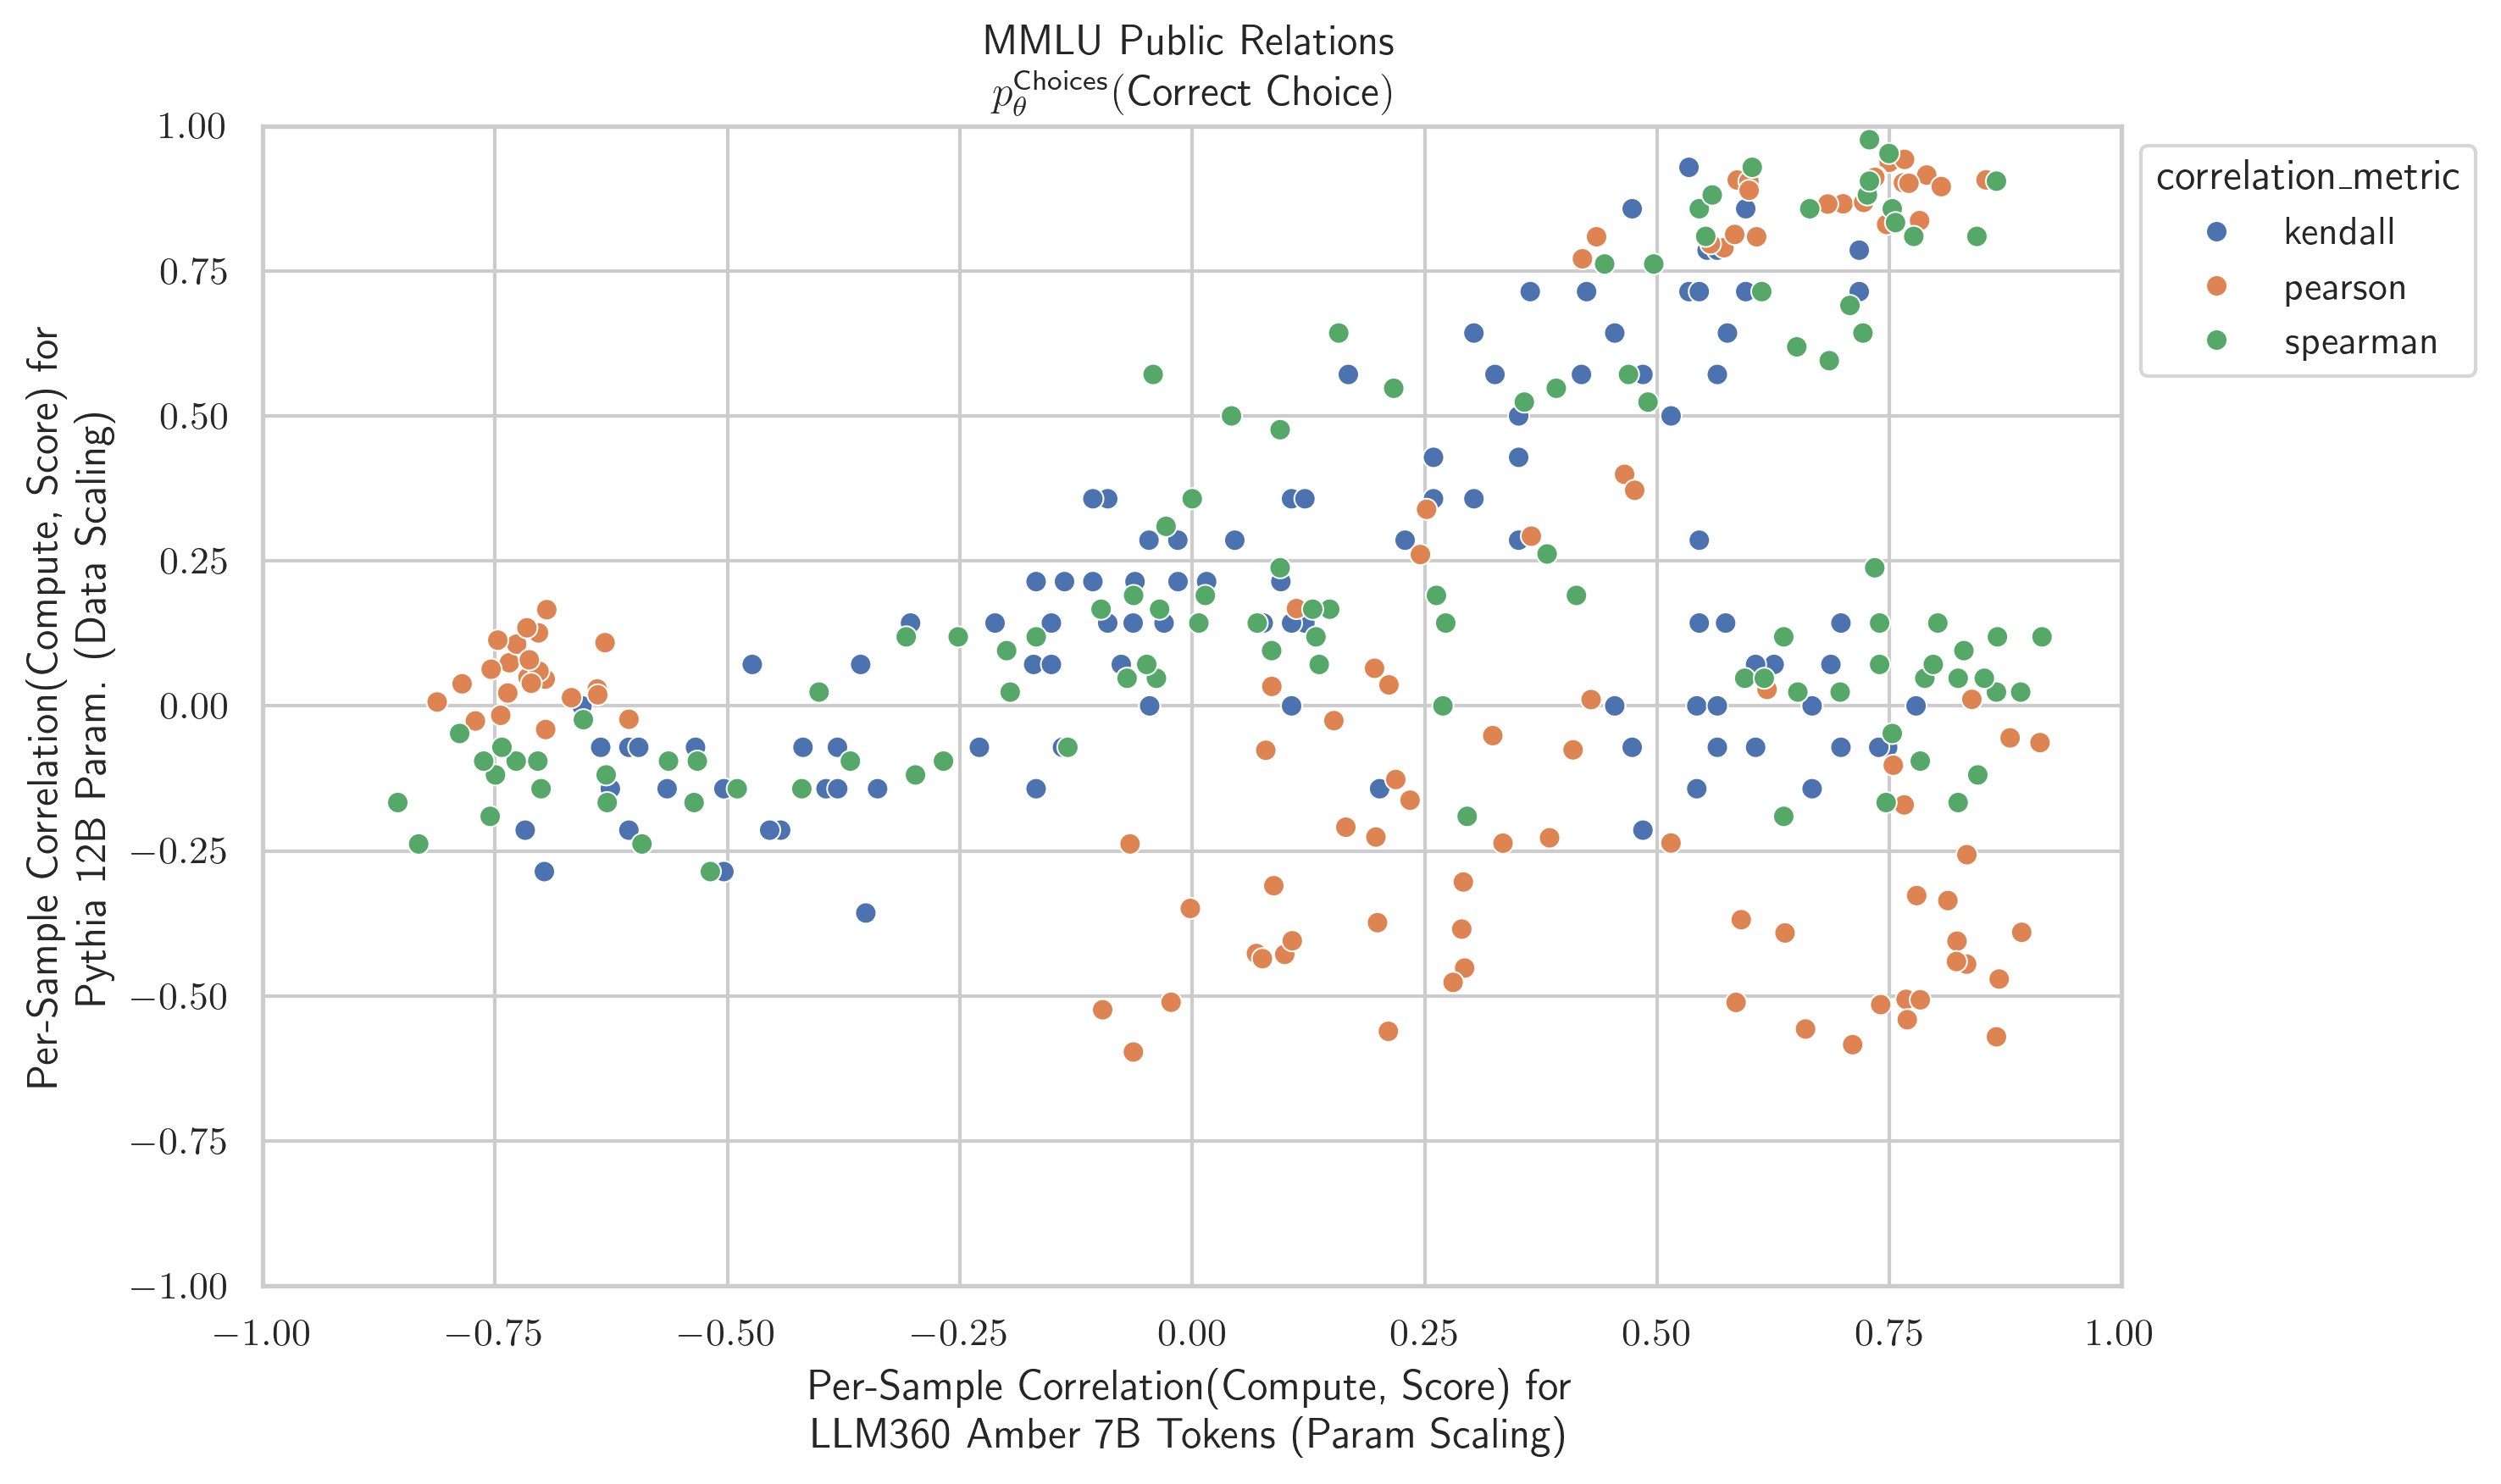 MMLU Public Relations
p_θ^Choices(Correct Choice)
Per-Sample Correlation(Compute, Score) for
Pythia 12B Param. (Data Scaling)
1.00
0.75
0.50
0.25
0.00
−0.25
−0.50
−0.75
−1.00
−1.00 −0.75 −0.50 −0.25 0.00 0.25 0.50 0.75 1.00
Per-Sample Correlation(Compute, Score) for
LLM360 Amber 7B Tokens (Param Scaling)
correlation_metric
kendall
pearson
spearman